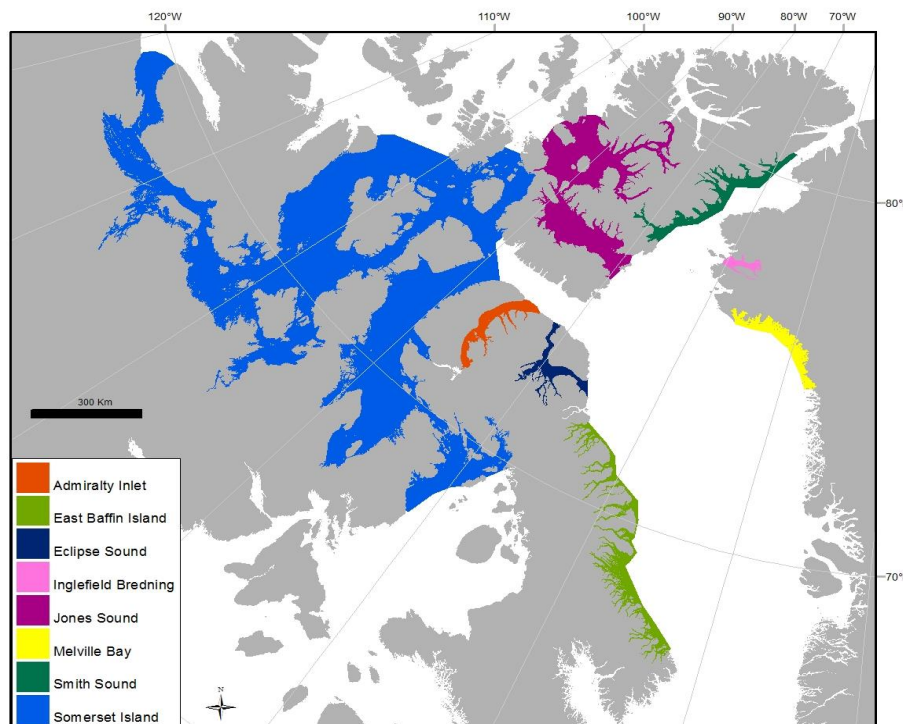 120°W 110°W 100°W 90°W 80°W 70°W
80°
70°
300 Km
Admiralty Inlet
East Baffin Island
Eclipse Sound
Inglefield Bredning
Jones Sound
Melville Bay
Smith Sound
Somerset Island
N